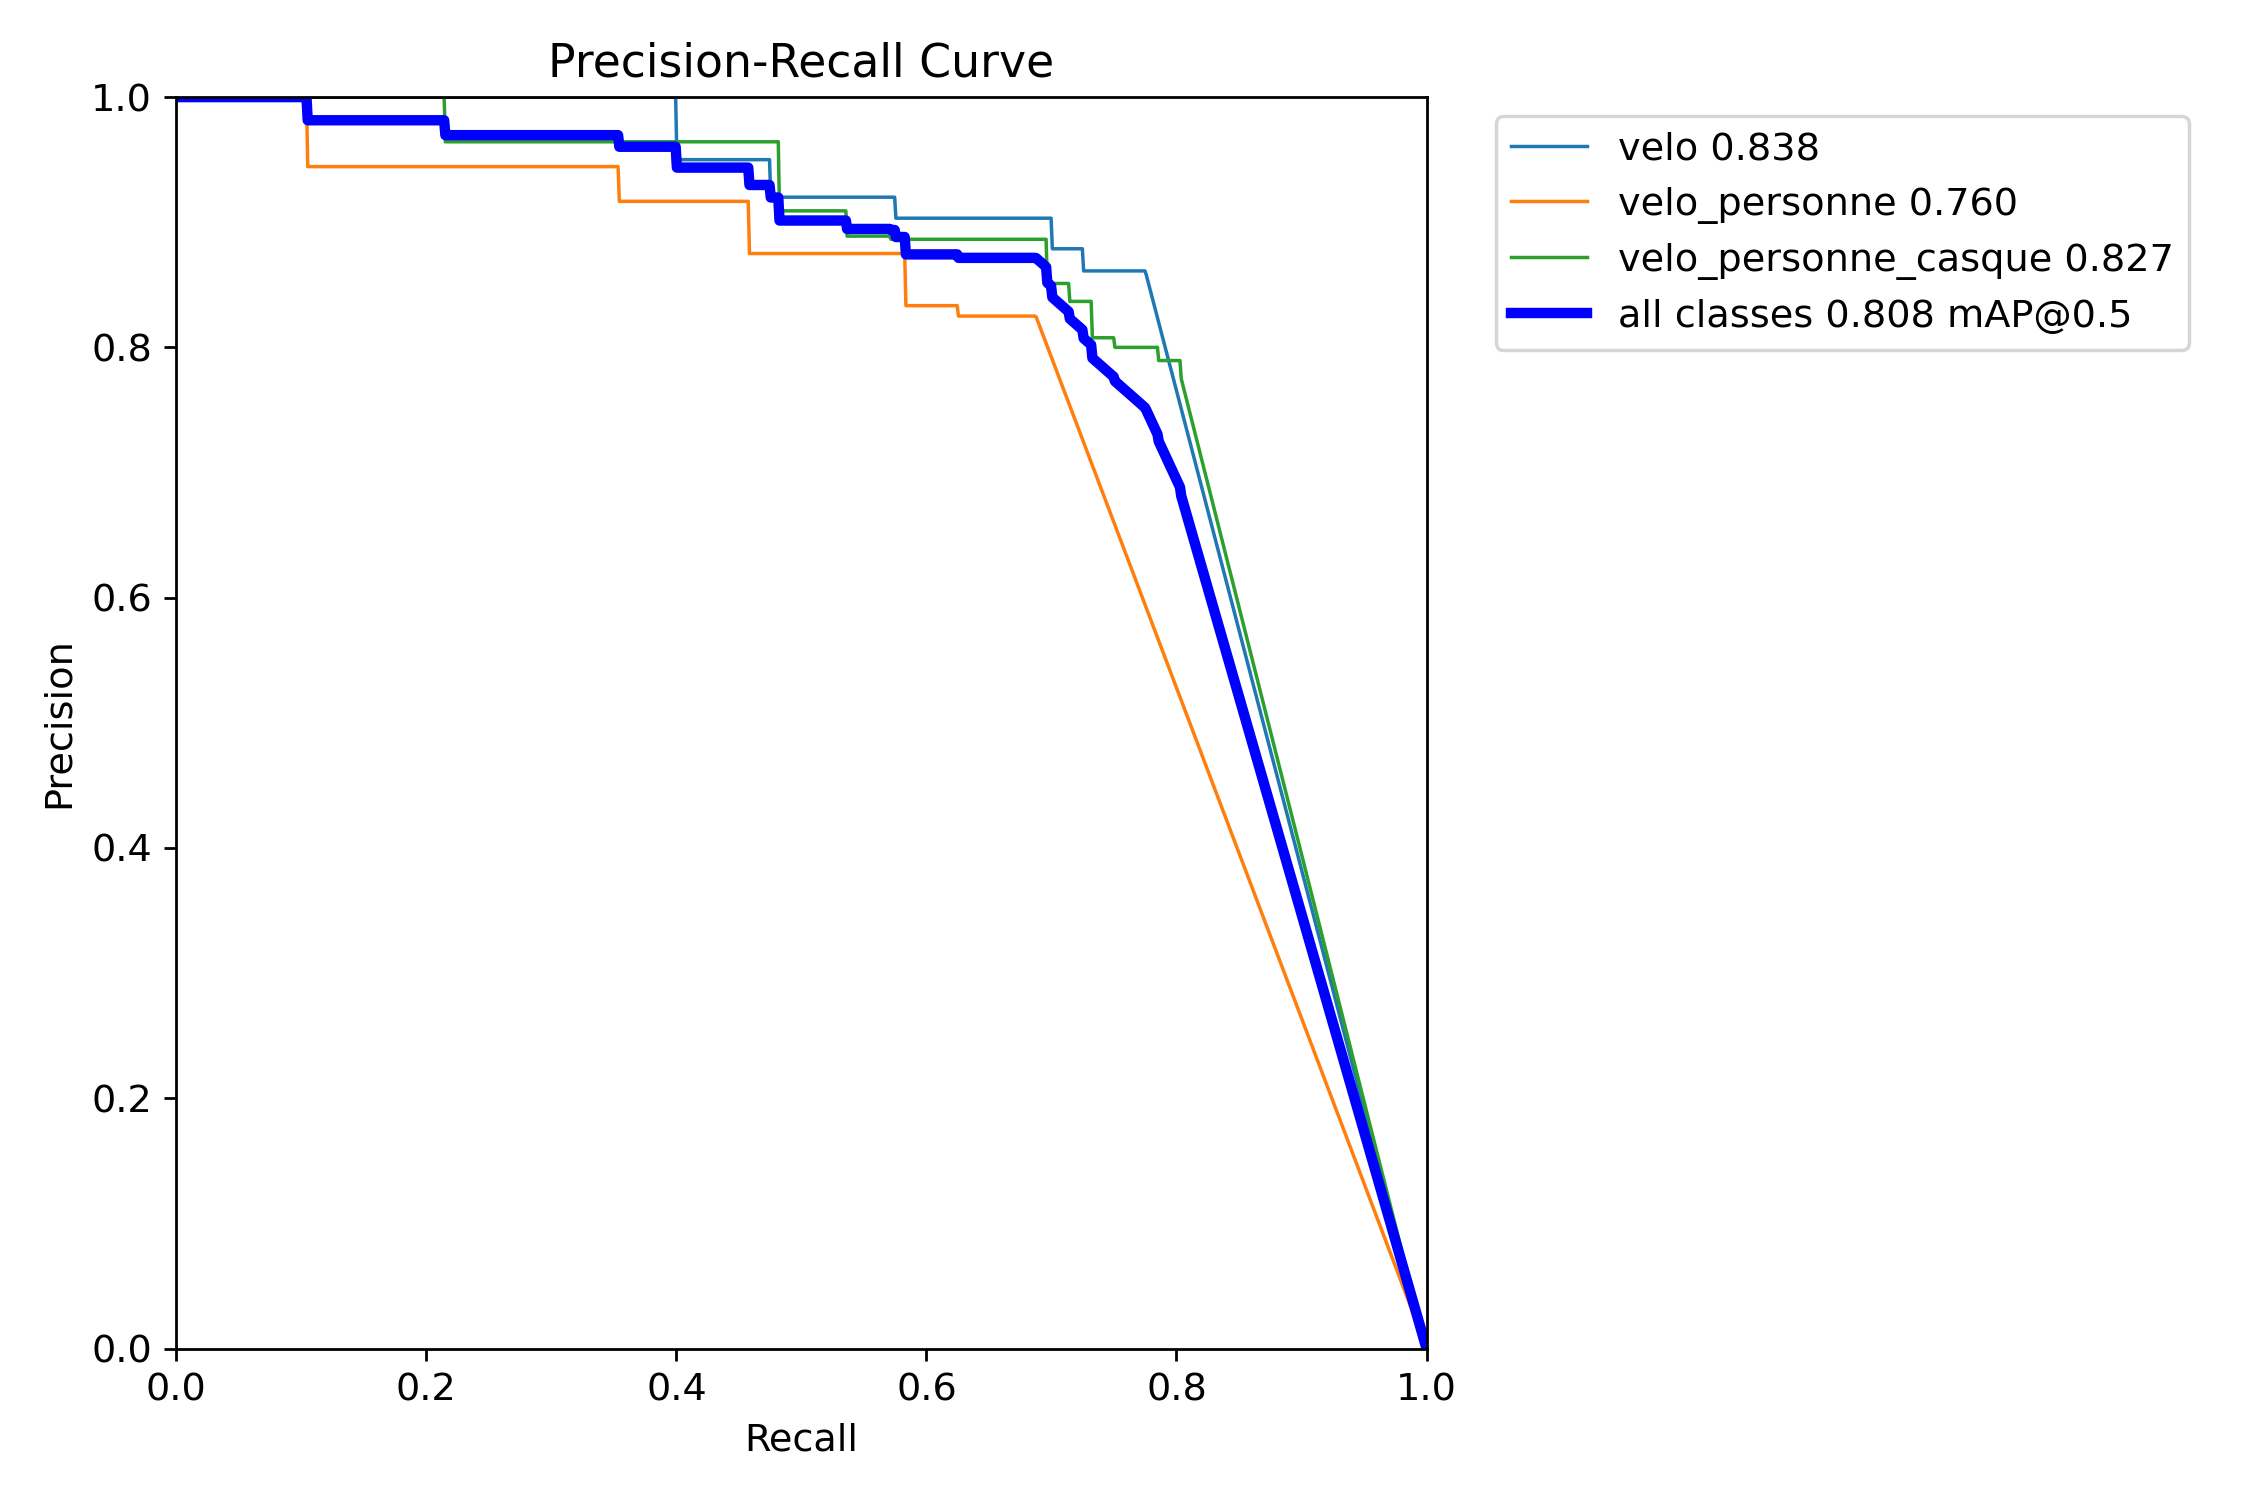 Precision-Recall Curve
1.0
0.8
0.6
0.4
0.2
0.0
Precision
0.0 0.2 0.4 0.6 0.8 1.0
Recall
velo 0.838
velo_personne 0.760
velo_personne_casque 0.827
all classes 0.808 mAP@0.5